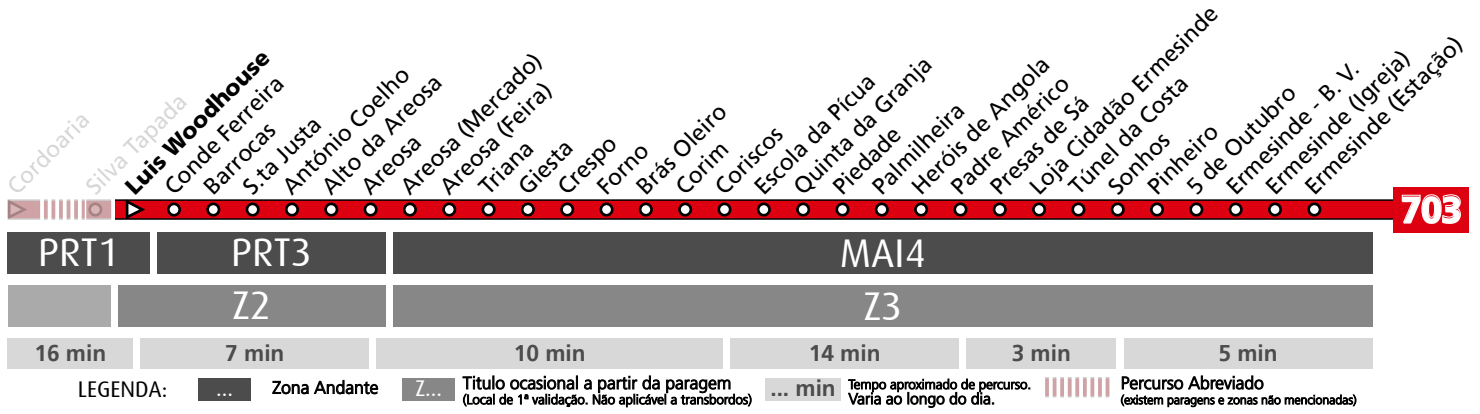 Cordoaria
Silva Tapada
Luis Woodhouse
Conde Ferreira
Barrocas
S.ta Justa
António Coelho
Alto da Areosa
Areosa
Areosa (Mercado)
Areosa (Feira)
Triana
Giesta
Crespo
Forno
Brás Oleiro
Corim
Coriscos
Escola da Pícua
Quinta da Granja
Piedade
Palmilheira
Heróis de Angola
Padre Américo
Presas de Sá
Loja Cidadão Ermesinde
Túnel da Costa
Sonhos
Pinheiro
5 de Outubro
Ermesinde - B. V.
Ermesinde (Igreja)
Ermesinde (Estação)
703
PRT1 PRT3 MAI4
Z2 Z3
16 min 7 min 10 min 14 min 3 min 5 min
LEGENDA:
... Zona Andante
Z... Titulo ocasional a partir da paragem
(Local de 1ª validação. Não aplicável a transbordos)
... min Tempo aproximado de percurso.
Varia ao longo do dia.
Percurso Abreviado
(existem paragens e zonas não mencionadas)